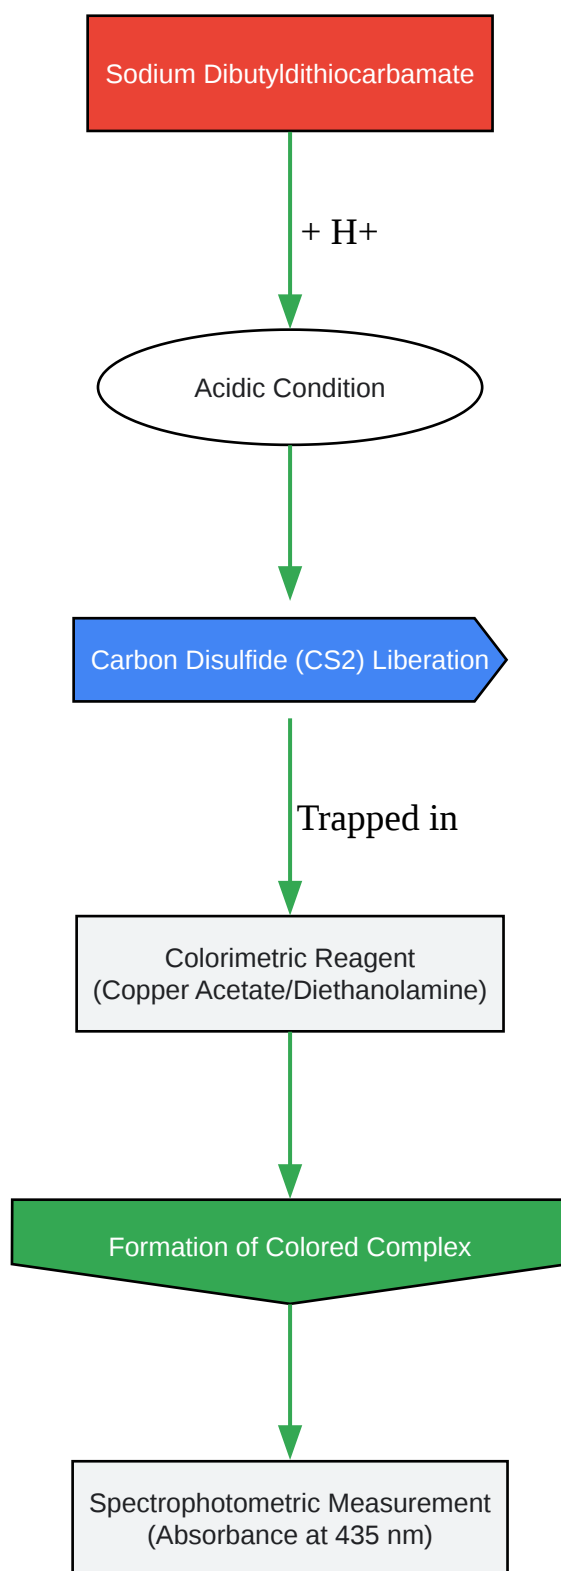 Sodium Dibutyldithiocarbamate
+ H+
Acidic Condition
Carbon Disulfide (CS2) Liberation
Trapped in
Colorimetric Reagent
(Copper Acetate/Diethanolamine)
Formation of Colored Complex
Spectrophotometric Measurement
(Absorbance at 435 nm)